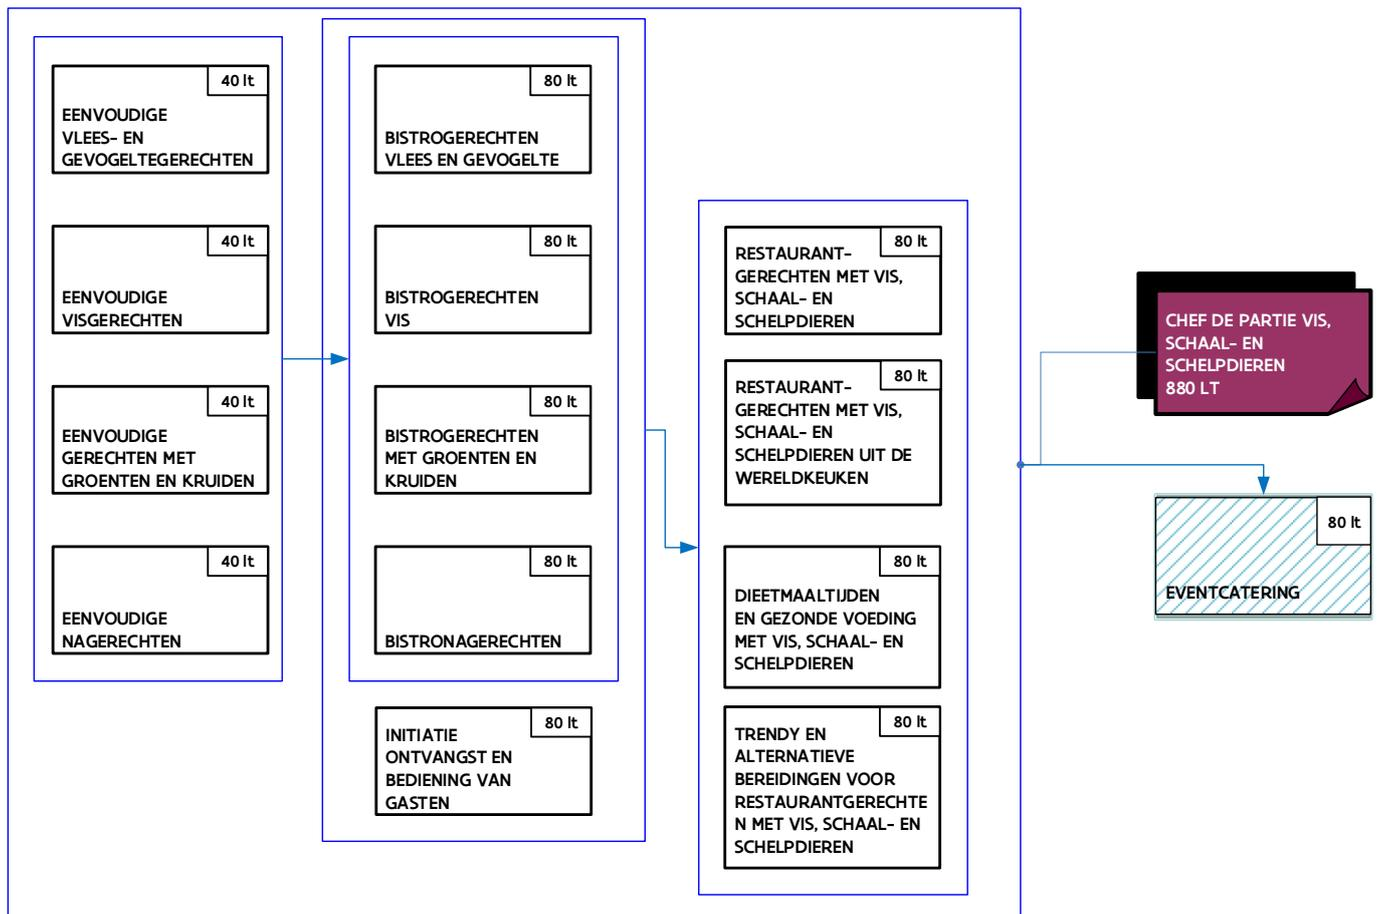 40 lt
EENVOUDIGE
VLEES- EN
GEVOGELTEGERECHTEN
40 lt
EENVOUDIGE
VISGERECHTEN
40 lt
EENVOUDIGE
GERECHTEN MET
GROENTEN EN KRUIDEN
40 lt
EENVOUDIGE
NAGERECHTEN
80 lt
BISTROGERECHTEN
VLEES EN GEVOGELTE
80 lt
BISTROGERECHTEN
VIS
80 lt
BISTROGERECHTEN
MET GROENTEN EN
KRUIDEN
80 lt
BISTRONAGERECHTEN
80 lt
INITIATIE
ONTVANGST EN
BEDIENING VAN
GASTEN
80 lt
RESTAURANT-
GERECHTEN MET VIS,
SCHAAL- EN
SCHELPDIEREN
80 lt
RESTAURANT-
GERECHTEN MET VIS,
SCHAAL- EN
SCHELPDIEREN UIT DE
WERELDKEUKEN
80 lt
DIEETMAALTIJDEN
EN GEZONDE VOEDING
MET VIS, SCHAAL- EN
SCHELPDIEREN
80 lt
TRENDY EN
ALTERNATIEVE
BEREIDINGEN VOOR
RESTAURANTGERECHTE
N MET VIS, SCHAAL- EN
SCHELPDIEREN
CHEF DE PARTIE VIS,
SCHAAL- EN
SCHELPDIEREN
880 LT
80 lt
EVENTCATERING